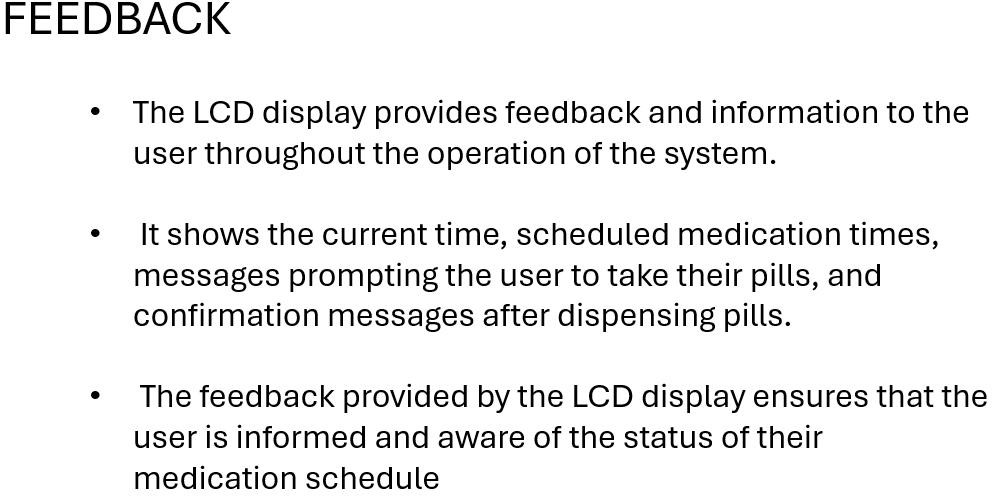 FEEDBACK
• The LCD display provides feedback and information to the
user throughout the operation of the system.
• It shows the current time, scheduled medication times,
messages prompting the user to take their pills, and
confirmation messages after dispensing pills.
• The feedback provided by the LCD display ensures that the
user is informed and aware of the status of their
medication schedule